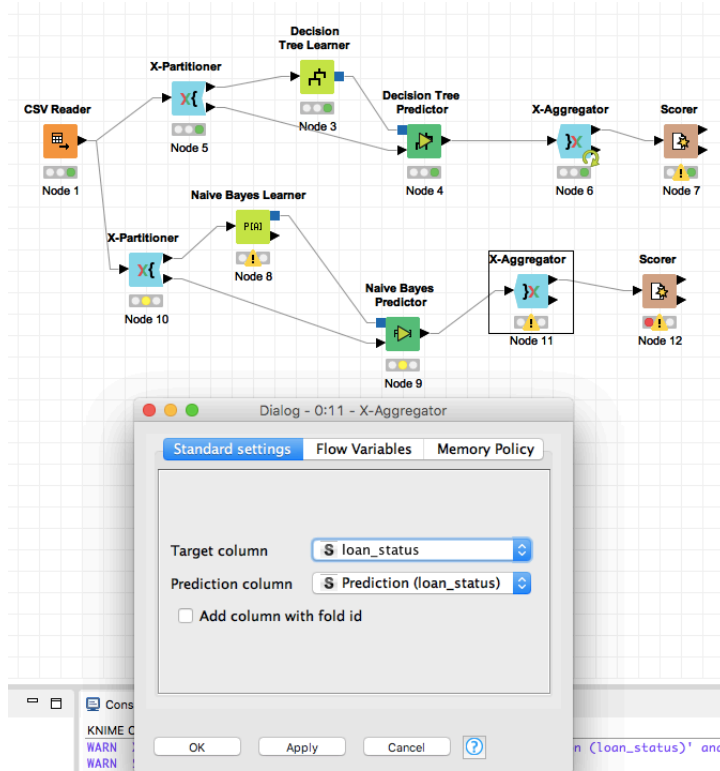 Decision
Tree Learner
X-Partitioner
Node 3
Decision Tree
Predictor
CSV Reader
X-Aggregator
Scorer
Node 5
Node 1
Node 4
Node 6
Node 7
Naive Bayes Learner
P[A]
X-Partitioner
Node 8
X-Aggregator
Scorer
Naive Bayes
Predictor
Node 10
Node 11
Node 12
Node 9
Dialog - 0:11 - X-Aggregator
Standard settings Flow Variables Memory Policy
Target column S loan_status
Prediction column S Prediction (loan_status)
Add column with fold id
Cons
KNIME C
OK Apply Cancel ?
WARN n (loan_status)' and
WARN